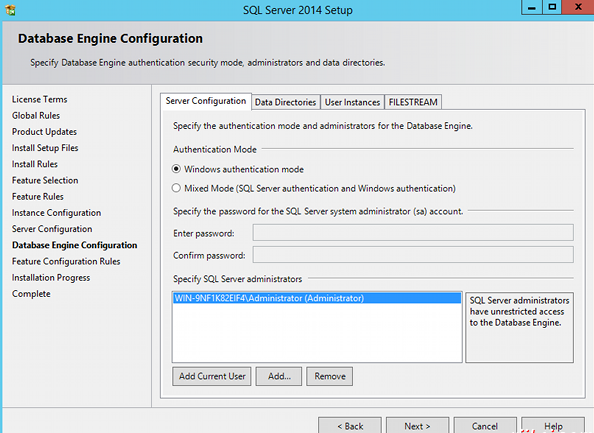 SQL Server 2014 Setup
Database Engine Configuration
Specify Database Engine authentication security mode, administrators and data directories.
License Terms
Global Rules
Product Updates
Install Setup Files
Install Rules
Feature Selection
Feature Rules
Instance Configuration
Server Configuration
Database Engine Configuration
Feature Configuration Rules
Installation Progress
Complete
Server Configuration
Data Directories
User Instances
FILESTREAM
Specify the authentication mode and administrators for the Database Engine.
Authentication Mode
Windows authentication mode
Mixed Mode (SQL Server authentication and Windows authentication)
Specify the password for the SQL Server system administrator (sa) account.
Enter password:
Confirm password:
Specify SQL Server administrators
WIN-9NF1K82EIF4\Administrator (Administrator)
SQL Server administrators
have unrestricted access
to the Database Engine.
Add Current User
Add...
Remove
< Back
Next >
Cancel
Help